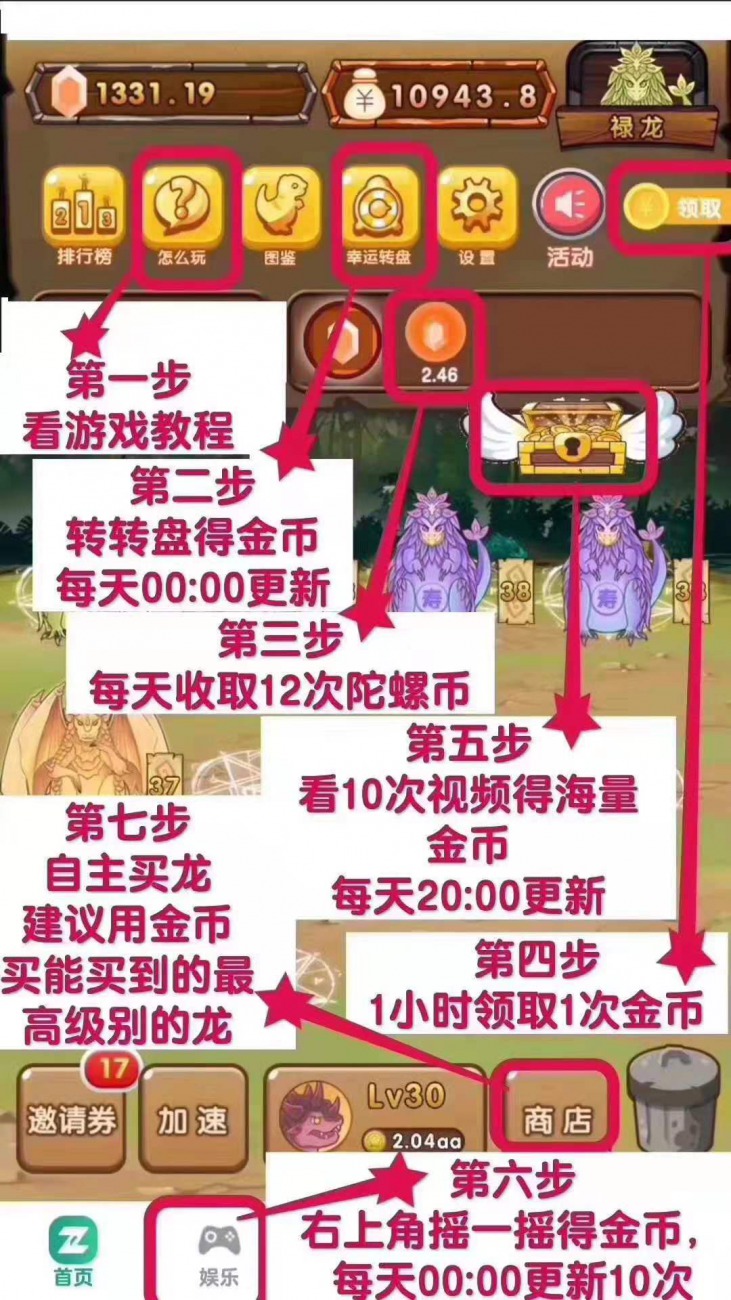 1331.19
¥
10943.8
禄龙
2 1 3
?
¥
领取
排行榜
怎么玩
图鉴
幸运转盘
设置
活动
2.46
第一步
看游戏教程
第二步
转转盘得金币
每天00:00更新
寿
38
寿
38
第三步
每天收取12次陀螺币
37
第五步
看10次视频得海量
金币
每天20:00更新
第七步
自主买龙
建议用金币
买能买到的最
高级别的龙
第四步
1小时领取1次金币
17
邀请券
加速
Lv30
2.04aa
商店
第六步
右上角摇一摇得金币,
每天00:00更新10次
首页
娱乐